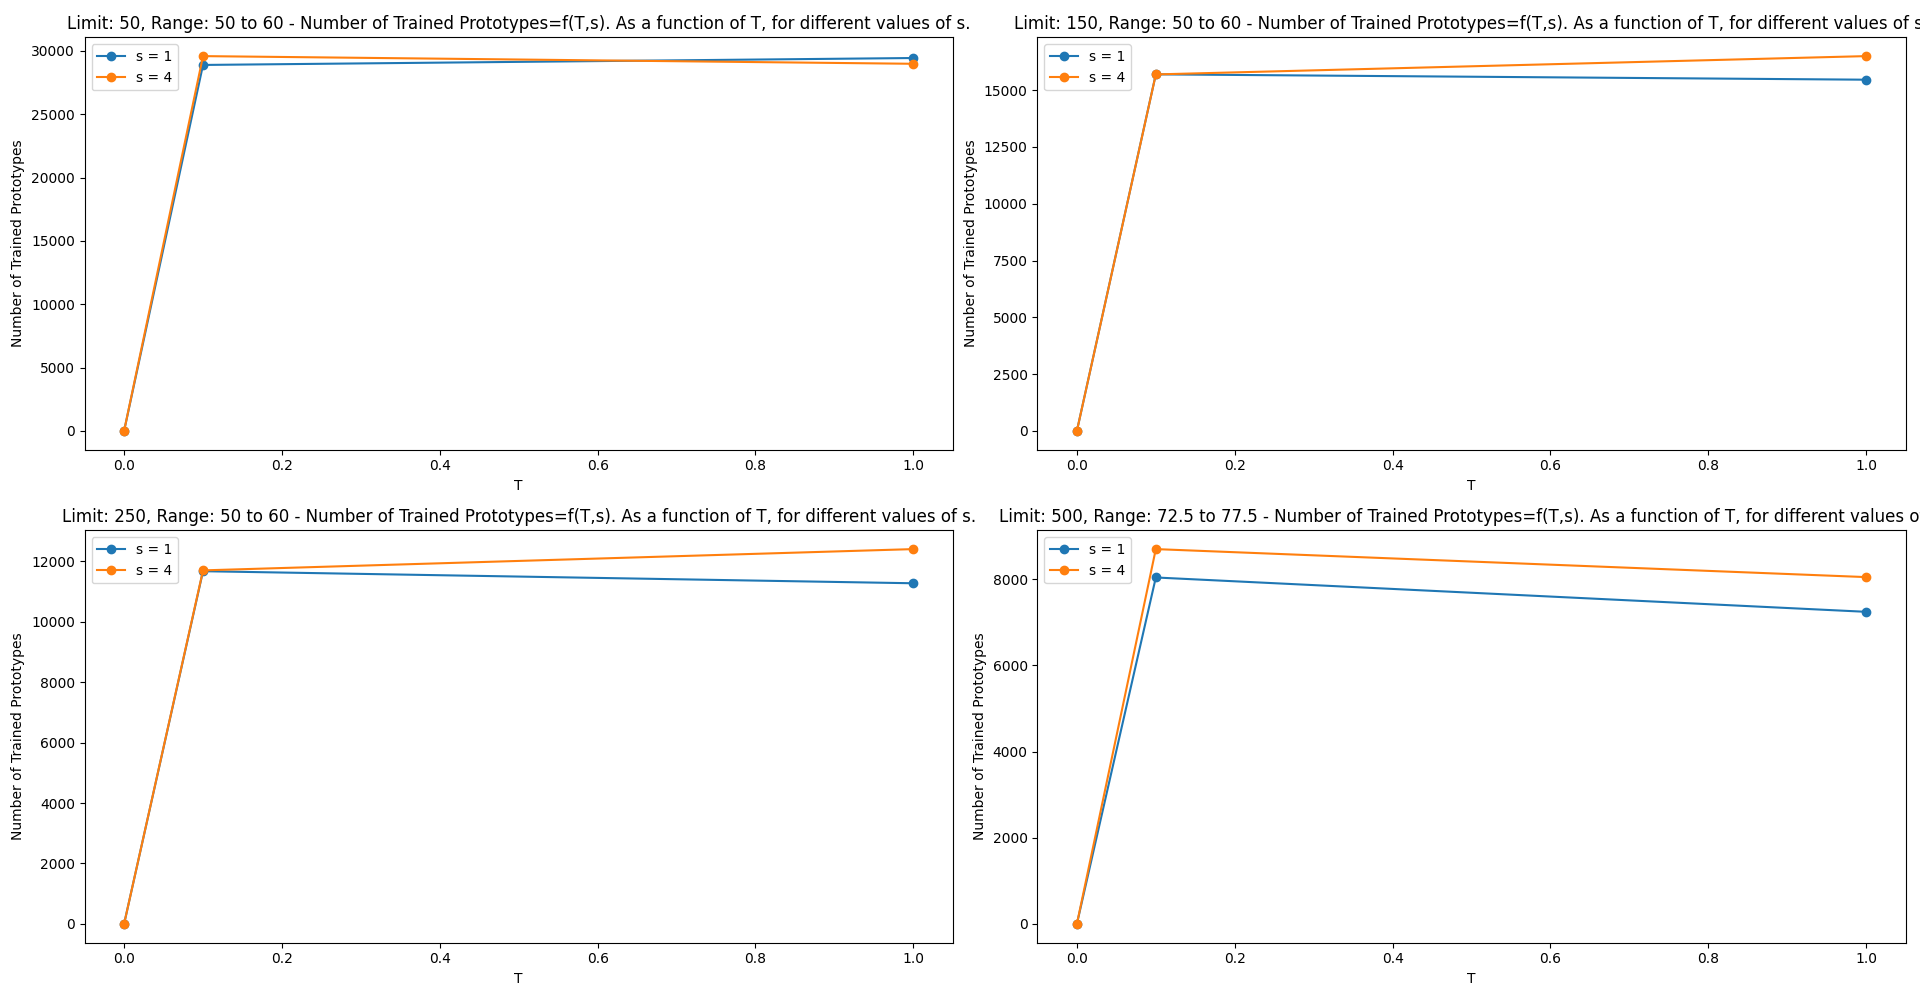 Limit: 50, Range: 50 to 60 - Number of Trained Prototypes=f(T,s). As a function of T, for different values of s.
s = 1
s = 4
Number of Trained Prototypes
30000
25000
20000
15000
10000
5000
0
0.0 0.2 0.4 0.6 0.8 1.0
T
Limit: 150, Range: 50 to 60 - Number of Trained Prototypes=f(T,s). As a function of T, for different values of s
s = 1
s = 4
Number of Trained Prototypes
15000
12500
10000
7500
5000
2500
0
0.0 0.2 0.4 0.6 0.8 1.0
T
Limit: 250, Range: 50 to 60 - Number of Trained Prototypes=f(T,s). As a function of T, for different values of s.
s = 1
s = 4
Number of Trained Prototypes
12000
10000
8000
6000
4000
2000
0
0.0 0.2 0.4 0.6 0.8 1.0
T
Limit: 500, Range: 72.5 to 77.5 - Number of Trained Prototypes=f(T,s). As a function of T, for different values o
s = 1
s = 4
Number of Trained Prototypes
8000
6000
4000
2000
0
0.0 0.2 0.4 0.6 0.8 1.0
T